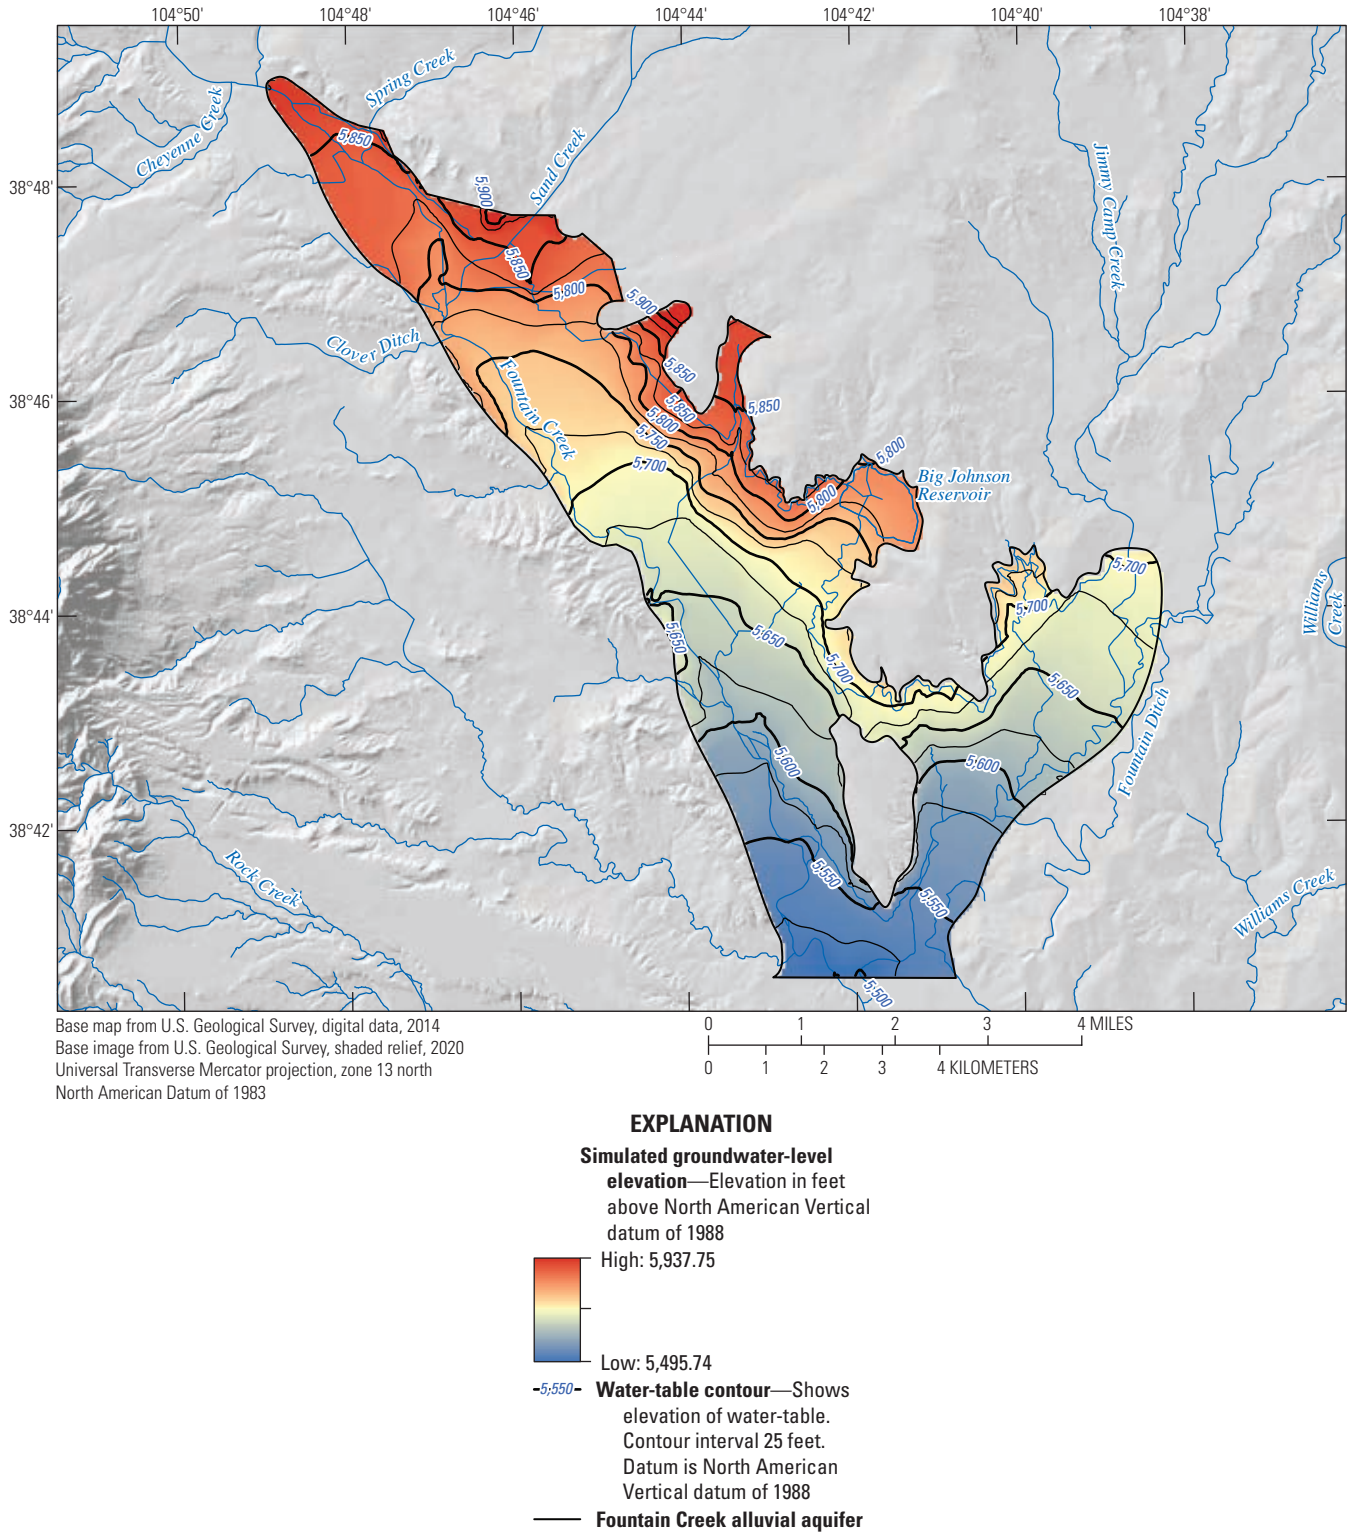 104°50' 104°48' 104°46' 104°44' 104°42' 104°40' 104°38'
38°48'
38°46'
38°44'
38°42'
Cheyenne Creek
Spring Creek
Sand Creek
Jimmy Camp Creek
5,850
5,900
5,850
5,800
5,900
Clover Ditch
Fountain Creek
5,850
5,850
5,850
5,800
5,750
5,700
5,800
5,800
Big Johnson
Reservoir
5,700
5,700
Williams
Creek
5,650
5,650
5,700
5,650
Fountain Ditch
5,600
5,600
Rock Creek
5,550
5,550
Williams Creek
5,500
Base map from U.S. Geological Survey, digital data, 2014
Base image from U.S. Geological Survey, shaded relief, 2020
Universal Transverse Mercator projection, zone 13 north
North American Datum of 1983
0 1 2 3 4 MILES
0 1 2 3 4 KILOMETERS
EXPLANATION
Simulated groundwater-level
elevation—Elevation in feet
above North American Vertical
datum of 1988
High: 5,937.75
Low: 5,495.74
5,550 Water-table contour—Shows
elevation of water-table.
Contour interval 25 feet.
Datum is North American
Vertical datum of 1988
Fountain Creek alluvial aquifer